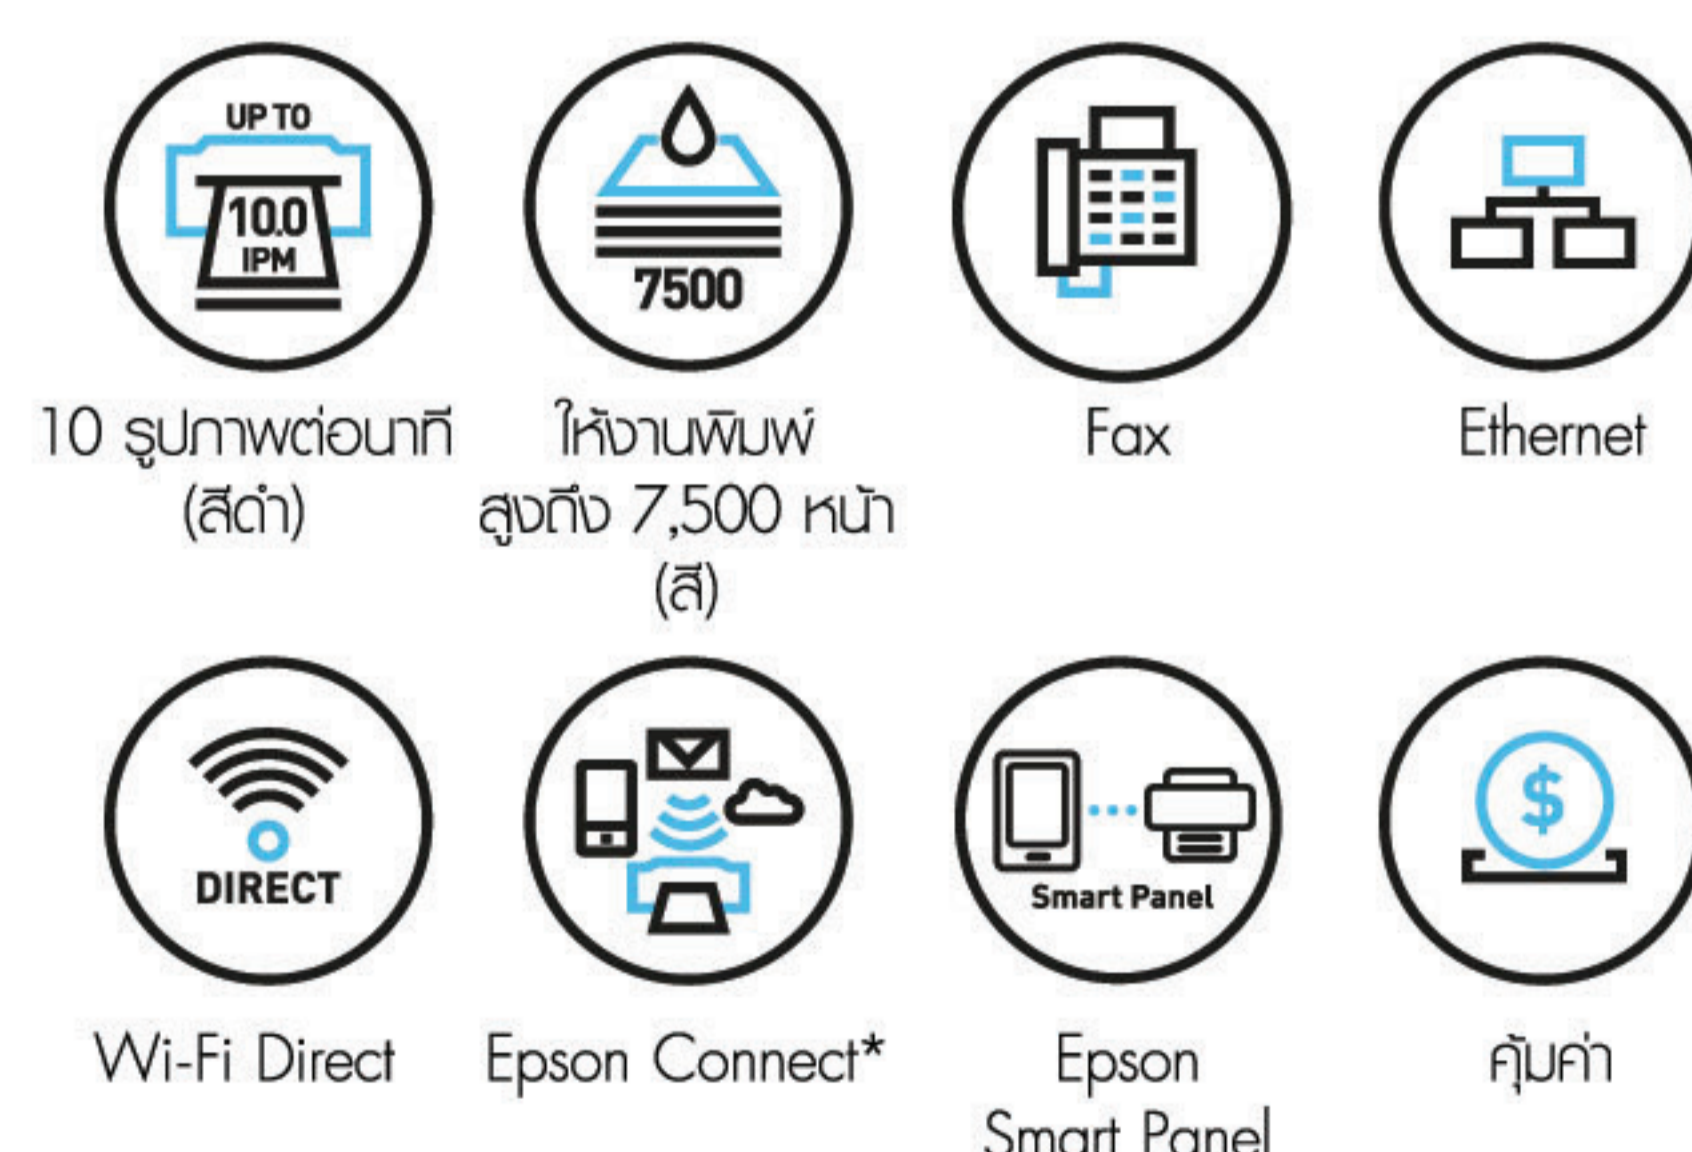 UP TO
10.0
IPM
7500
10 รูปภาพต่อนาที
(สีดำ)
ให้งานพิมพ์
สูงถึง 7,500 หน้า
(สี)
Fax
Ethernet
DIRECT
Smart Panel
$
Wi-Fi Direct
Epson Connect*
Epson
Smart Panel
คุ้มค่า